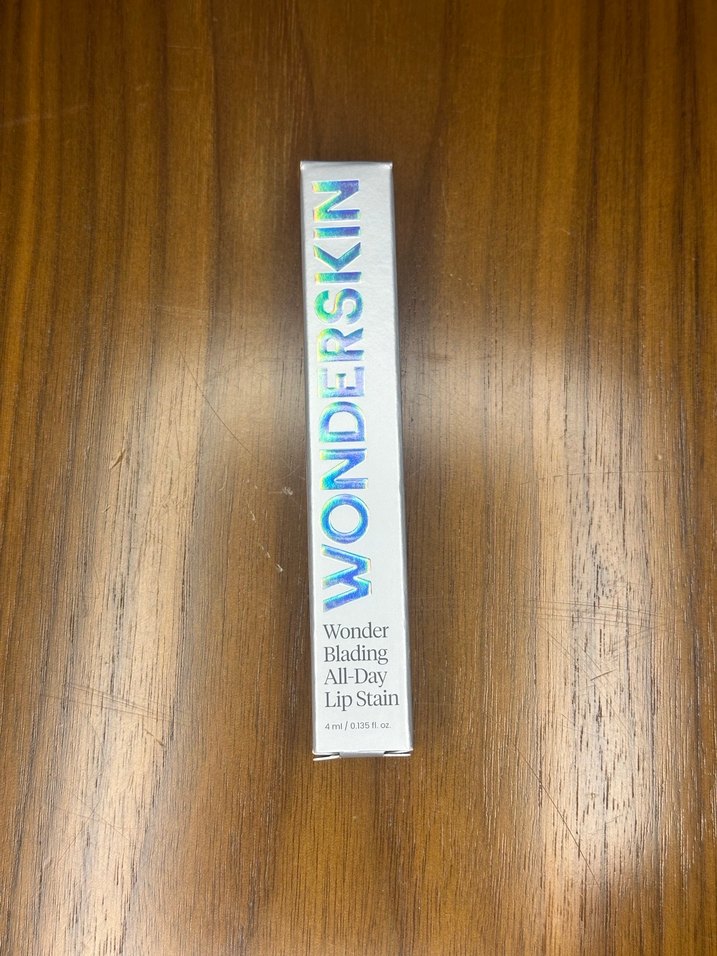 WONDERSKIN
Wonder
Blading
All-Day
Lip Stain
4 ml / 0.135 fl. oz.